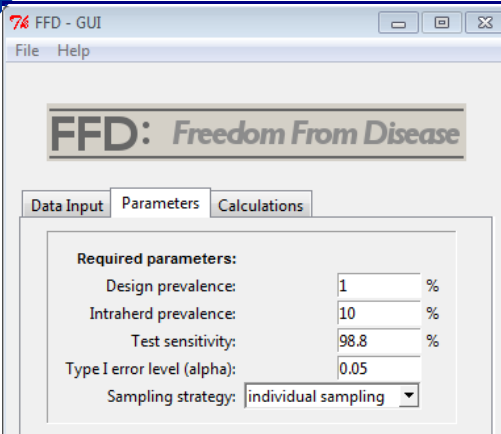 FFD - GUI
File Help
FFD: Freedom From Disease
Data Input Parameters Calculations
Required parameters:
Design prevalence: 1 %
Intraherd prevalence: 10 %
Test sensitivity: 98.8 %
Type I error level (alpha): 0.05
Sampling strategy: individual sampling